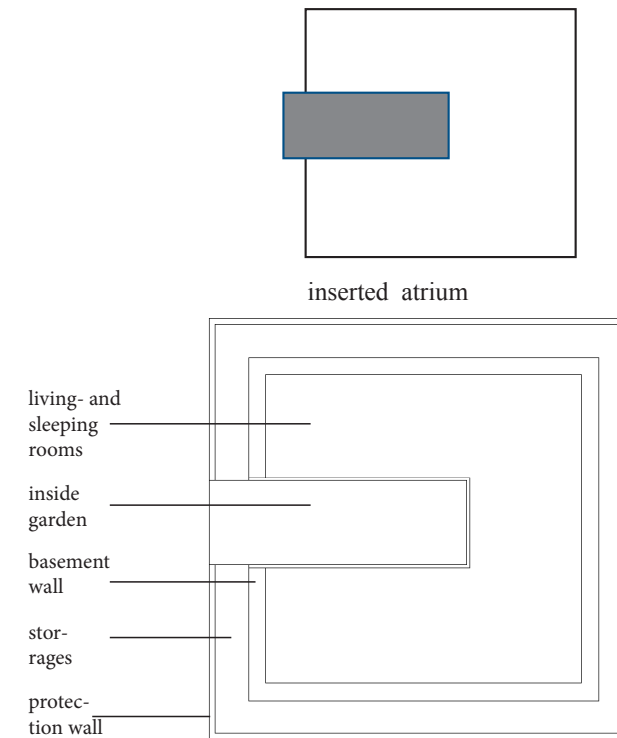 inserted atrium
living- and
sleeping
rooms
inside
garden
basement
wall
stor-
rages
protec-
tion wall